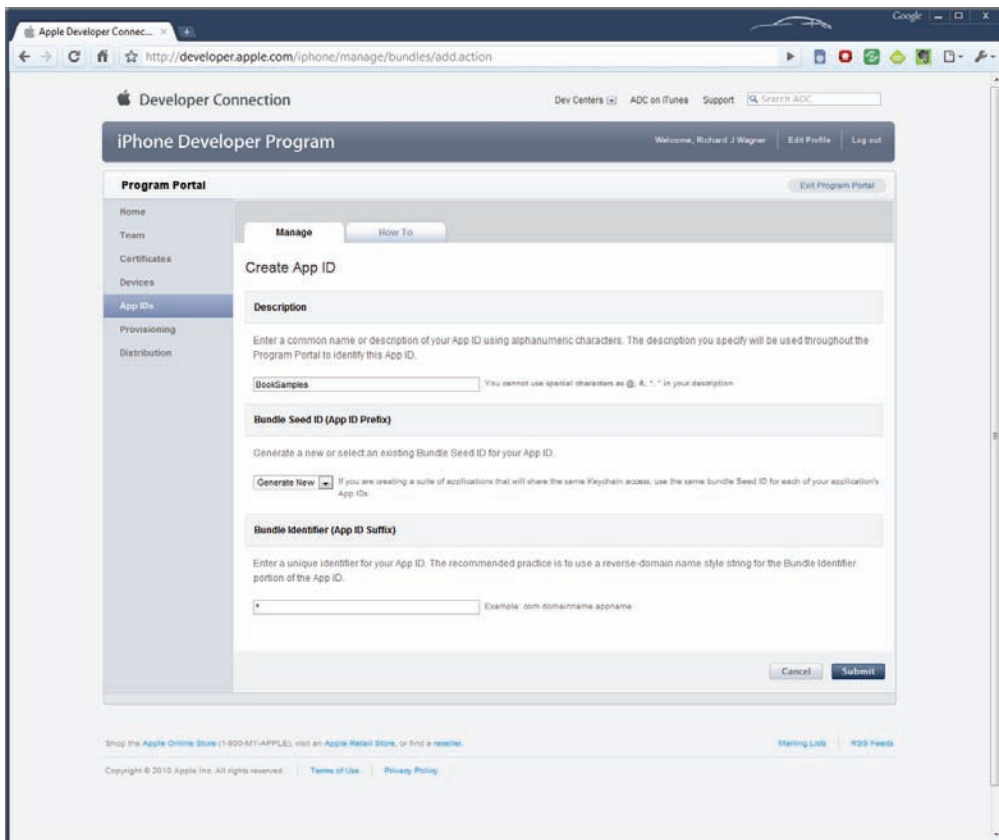 Google
Apple Developer Connec...
http://developer.apple.com/iphone/manage/bundles/add.action
Developer Connection
Dev Centers
ADC on iTunes
Support
Search ADC
iPhone Developer Program
Welcome, Richard J Wagner
Edit Profile
Log out
Program Portal
Exit Program Portal
Home
Team
Certificates
Devices
App IDs
Provisioning
Distribution
Manage
How To
Create App ID
Description
Enter a common name or description of your App ID using alphanumeric characters. The description you specify will be used throughout the
Program Portal to identify this App ID.
BookSamples
You cannot use special characters as @, &, *, " in your description
Bundle Seed ID (App ID Prefix)
Generate a new or select an existing Bundle Seed ID for your App ID.
Generate New
If you are creating a suite of applications that will share the same Keychain access, use the same bundle Seed ID for each of your application's
App IDs
Bundle Identifier (App ID Suffix)
Enter a unique identifier for your App ID. The recommended practice is to use a reverse-domain name style string for the Bundle Identifier
portion of the App ID.
*
Example: com.domainname.appname
Cancel
Submit
Shop the Apple Online Store (1-800-MY-APPLE), visit an Apple Retail Store, or find a reseller.
Mailing Lists
RSS Feeds
Copyright © 2010 Apple Inc. All rights reserved.
Terms of Use
Privacy Policy